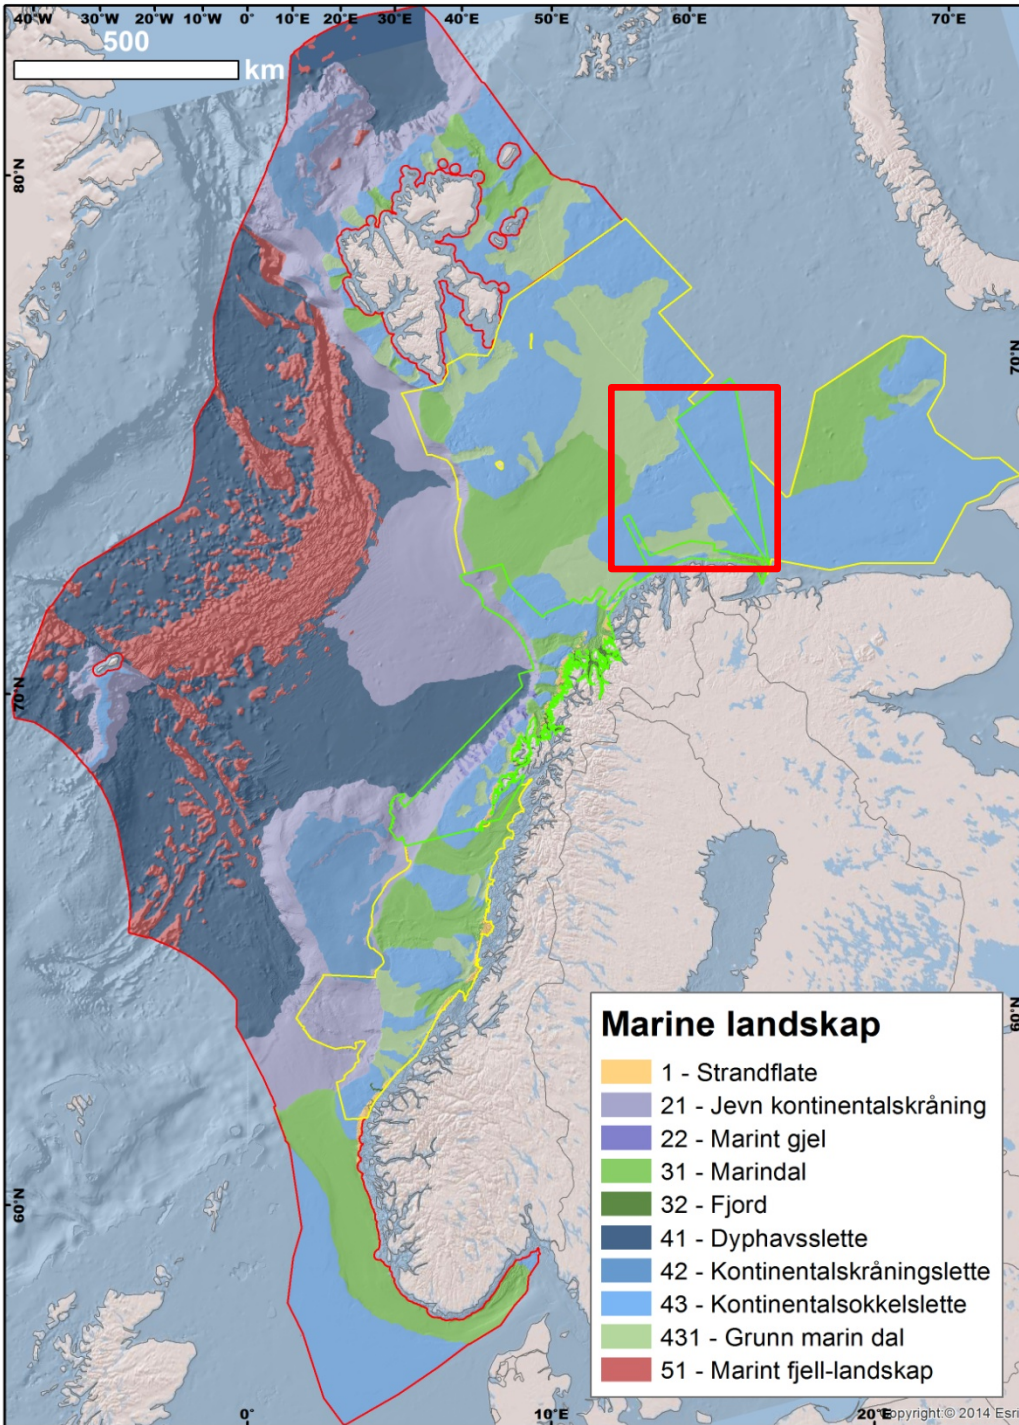 40°W 30°W 20°W 10°W 0° 10°E 20°E 30°E 40°E 50°E 60°E 70°E
500
km
80°N
70°N
70°N
60°N
60°N
Marine landskap
1 - Strandflate
21 - Jevn kontinentalskråning
22 - Marint gjel
31 - Marindal
32 - Fjord
41 - Dyphavsslette
42 - Kontinentalskråningslette
43 - Kontinentalsokkelslette
431 - Grunn marin dal
51 - Marint fjell-landskap
0° 10°E 20°E
opyright:© 2014 Esri